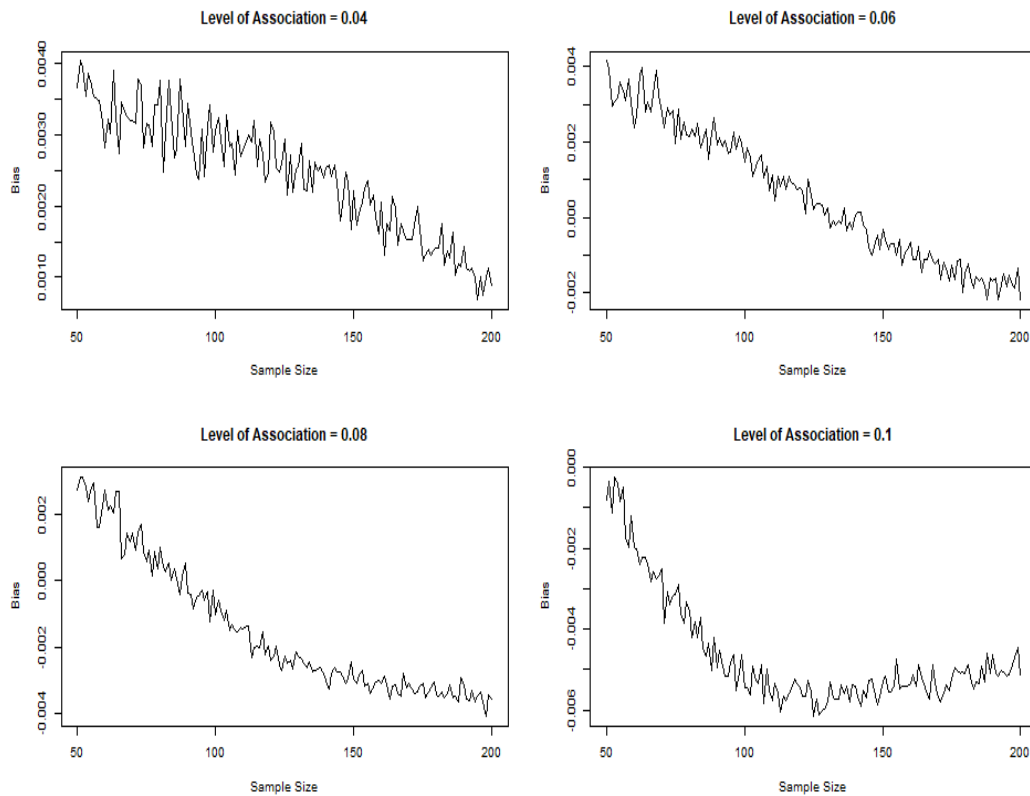 Level of Association = 0.04
Bias
0.0040
0.0030
0.0020
0.0010
50
100
150
200
Sample Size
Level of Association = 0.06
Bias
0.004
0.002
0.000
-0.002
50
100
150
200
Sample Size
Level of Association = 0.08
Bias
0.002
0.000
-0.002
-0.004
50
100
150
200
Sample Size
Level of Association = 0.1
Bias
0.000
-0.002
-0.004
-0.006
50
100
150
200
Sample Size